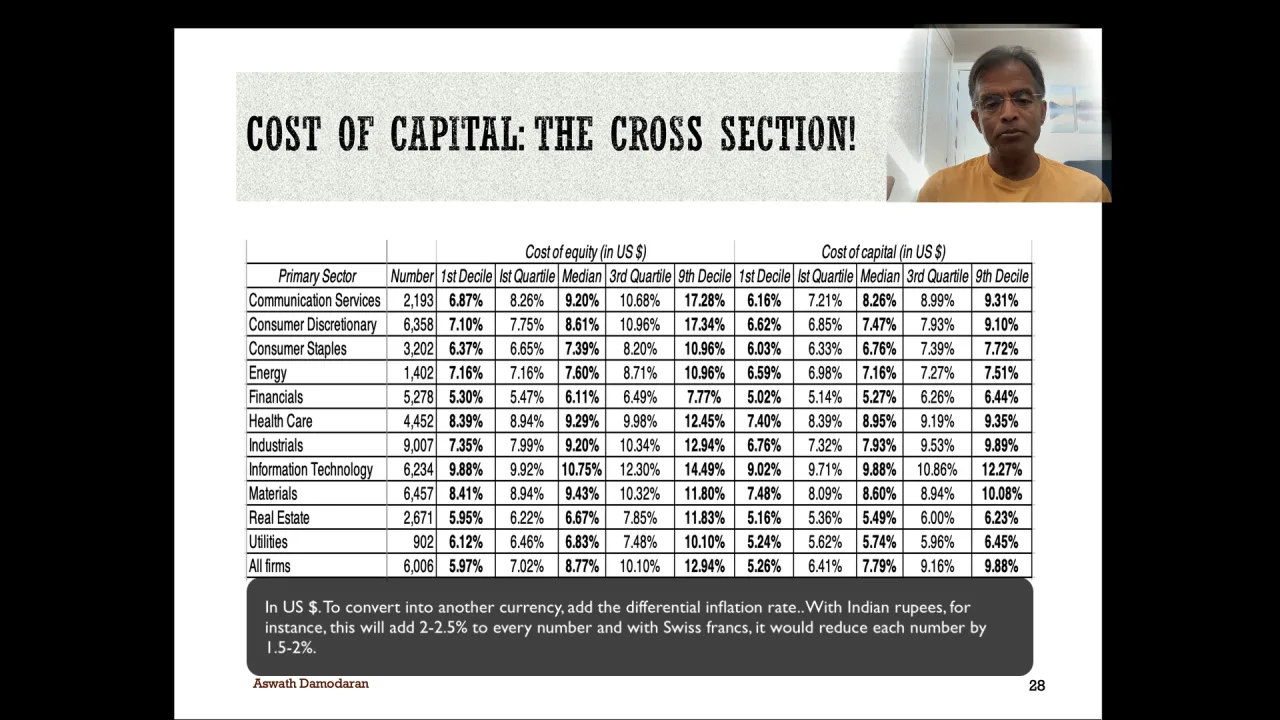 COST OF CAPITAL: THE CROSS SECTION!
Cost of equity (in US $) Cost of capital (in US $)
Primary Sector Number 1st Decile Ist Quartile Median 3rd Quartile 9th Decile 1st Decile Ist Quartile Median 3rd Quartile 9th Decile
Communication Services 2,193 6.87% 8.26% 9.20% 10.68% 17.28% 6.16% 7.21% 8.26% 8.99% 9.31%
Consumer Discretionary 6,358 7.10% 7.75% 8.61% 10.96% 17.34% 6.62% 6.85% 7.47% 7.93% 9.10%
Consumer Staples 3,202 6.37% 6.65% 7.39% 8.20% 10.96% 6.03% 6.33% 6.76% 7.39% 7.72%
Energy 1,402 7.16% 7.16% 7.60% 8.71% 10.96% 6.59% 6.98% 7.16% 7.27% 7.51%
Financials 5,278 5.30% 5.47% 6.11% 6.49% 7.77% 5.02% 5.14% 5.27% 6.26% 6.44%
Health Care 4,452 8.39% 8.94% 9.29% 9.98% 12.45% 7.40% 8.39% 8.95% 9.19% 9.35%
Industrials 9,007 7.35% 7.99% 9.20% 10.34% 12.94% 6.76% 7.32% 7.93% 9.53% 9.89%
Information Technology 6,234 9.88% 9.92% 10.75% 12.30% 14.49% 9.02% 9.71% 9.88% 10.86% 12.27%
Materials 6,457 8.41% 8.94% 9.43% 10.32% 11.80% 7.48% 8.09% 8.60% 8.94% 10.08%
Real Estate 2,671 5.95% 6.22% 6.67% 7.85% 11.83% 5.16% 5.36% 5.49% 6.00% 6.23%
Utilities 902 6.12% 6.46% 6.83% 7.48% 10.10% 5.24% 5.62% 5.74% 5.96% 6.45%
All firms 6,006 5.97% 7.02% 8.77% 10.10% 12.94% 5.26% 6.41% 7.79% 9.16% 9.88%
In US $. To convert into another currency, add the differential inflation rate.. With Indian rupees, for
instance, this will add 2-2.5% to every number and with Swiss francs, it would reduce each number by
1.5-2%.
Aswath Damodaran 28